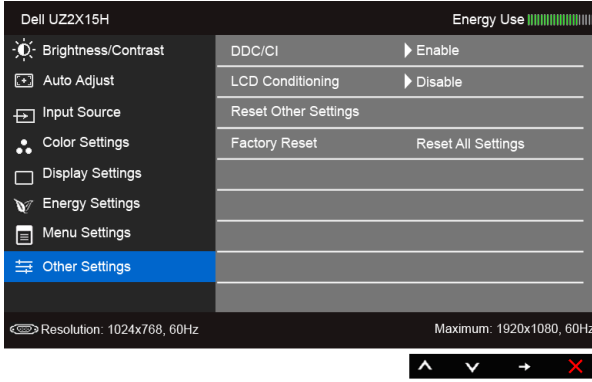 Dell UZ2X15H Energy Use
Brightness/Contrast DDC/CI Enable
Auto Adjust LCD Conditioning Disable
Input Source Reset Other Settings
Color Settings Factory Reset Reset All Settings
Display Settings
Energy Settings
Menu Settings
Other Settings
Resolution: 1024x768, 60Hz Maximum: 1920x1080, 60Hz